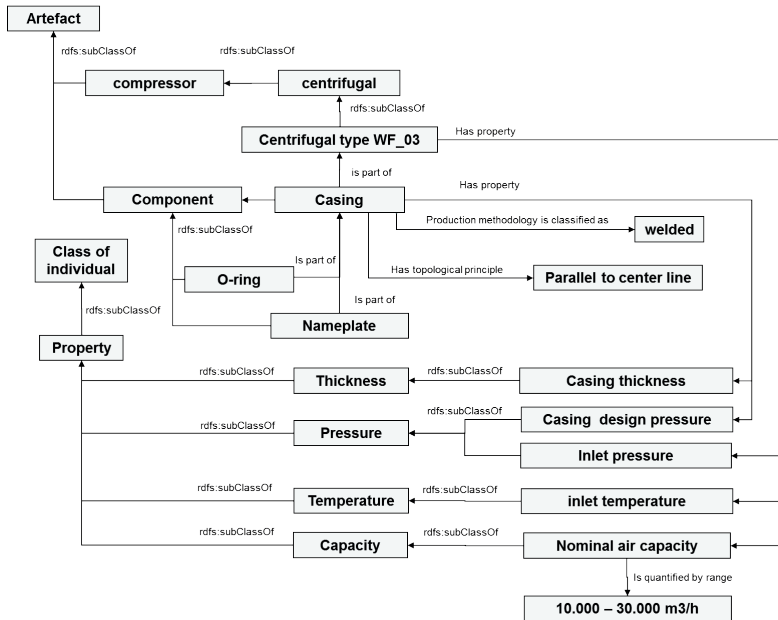 Artefact
rdfs:subClassOf
rdfs:subClassOf
compressor
centrifugal
rdfs:subClassOf
Centrifugal type WF_03
Has property
is part of
Has property
Component
Casing
Production methodology is classified as
welded
rdfs:subClassOf
Class of
individual
Is part of
Has topological principle
O-ring
Parallel to center line
rdfs:subClassOf
Is part of
Nameplate
Property
rdfs:subClassOf
Thickness
rdfs:subClassOf
Casing thickness
rdfs:subClassOf
Casing  design pressure
rdfs:subClassOf
Pressure
Inlet pressure
rdfs:subClassOf
Temperature
rdfs:subClassOf
inlet temperature
rdfs:subClassOf
Capacity
rdfs:subClassOf
Nominal air capacity
Is quantified by range
10.000 – 30.000 m3/h